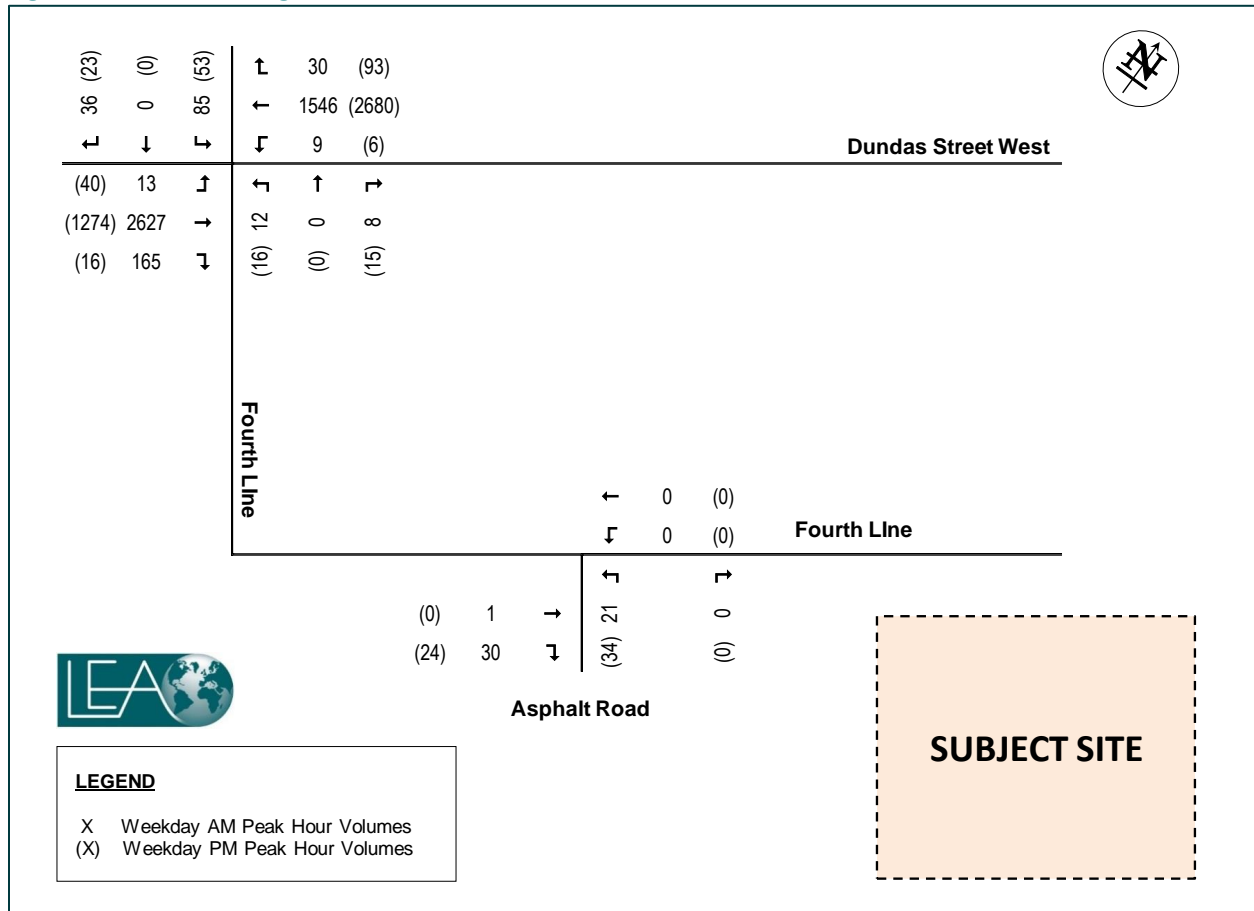 36 (23) 0 (0) 85 (53)
30 (93)
1546 (2680)
9 (6)
N
Dundas Street West
(40) 13
(1274) 2627
(16) 165
12 (16) 0 (0) 8 (15)
Fourth LIne
0 (0)
0 (0)
Fourth LIne
(0) 1
(24) 30
21 (34) 0 (0)
Asphalt Road
LEA
SUBJECT SITE
LEGEND
X Weekday AM Peak Hour Volumes
(X) Weekday PM Peak Hour Volumes